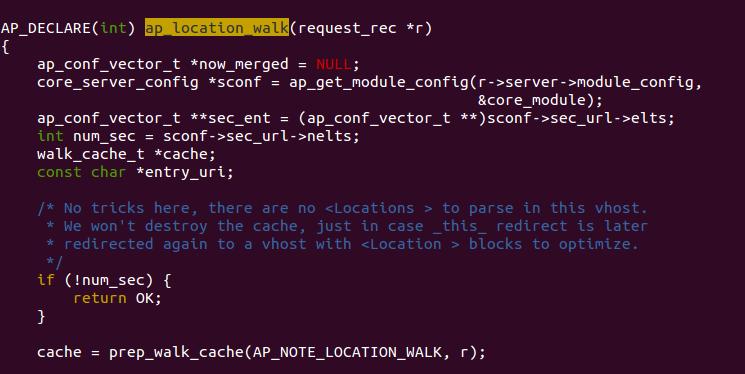 AP_DECLARE(int) ap_location_walk(request_rec *r)
{
    ap_conf_vector_t *now_merged = NULL;
    core_server_config *sconf = ap_get_module_config(r->server->module_config,
                                                     &core_module);
    ap_conf_vector_t **sec_ent = (ap_conf_vector_t **)sconf->sec_url->elts;
    int num_sec = sconf->sec_url->nelts;
    walk_cache_t *cache;
    const char *entry_uri;

    /* No tricks here, there are no <Locations > to parse in this vhost.
     * We won't destroy the cache, just in case _this_ redirect is later
     * redirected again to a vhost with <Location > blocks to optimize.
     */
    if (!num_sec) {
        return OK;
    }

    cache = prep_walk_cache(AP_NOTE_LOCATION_WALK, r);